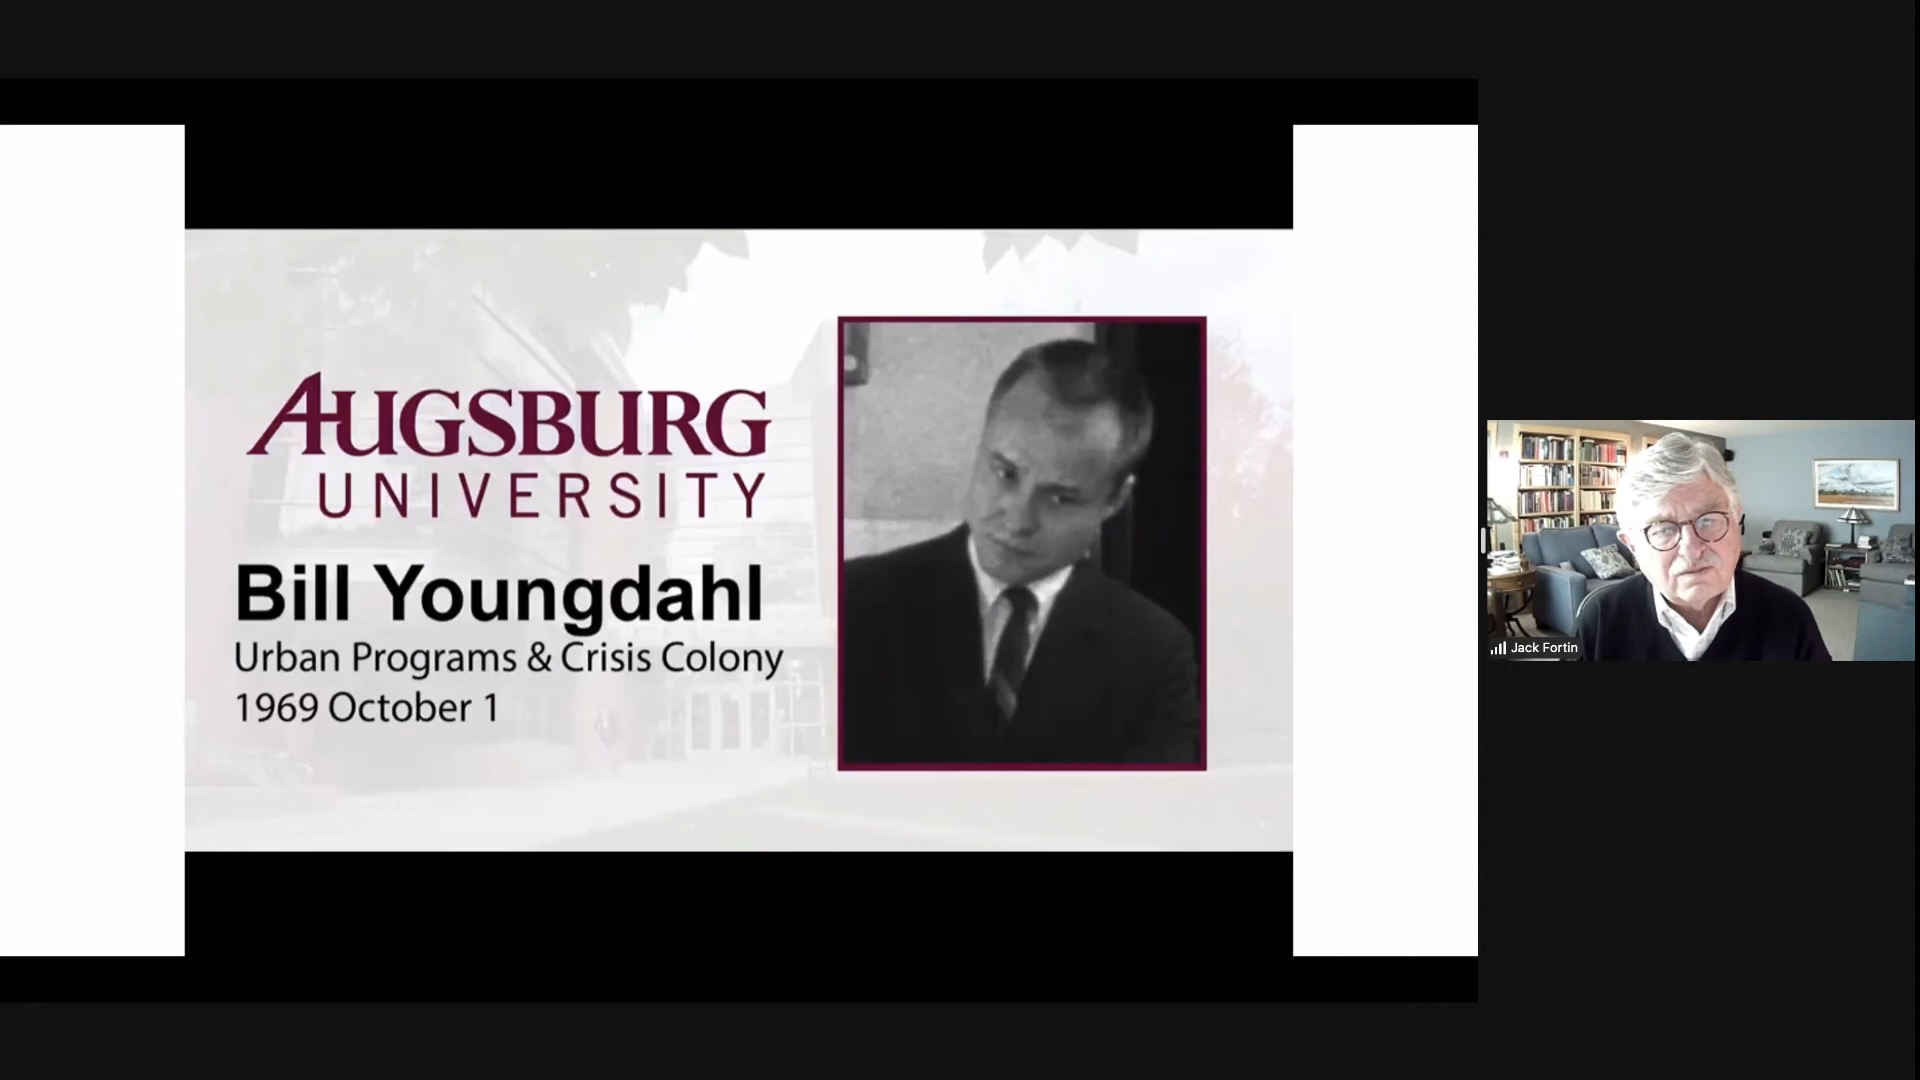 AUGSBURG
UNIVERSITY
Bill Youngdahl
Urban Programs & Crisis Colony
1969 October 1
Jack Fortin